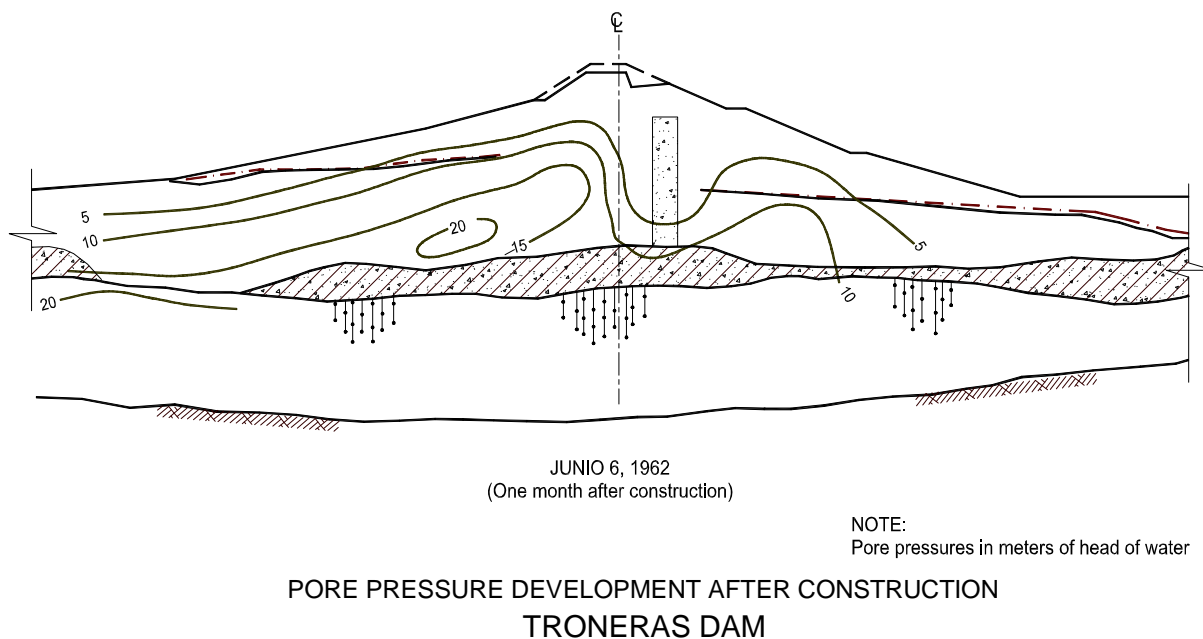 ℄
5
10
20
20
15
5
10
JUNIO 6, 1962
(One month after construction)
NOTE:
Pore pressures in meters of head of water
PORE PRESSURE DEVELOPMENT AFTER CONSTRUCTION
TRONERAS DAM